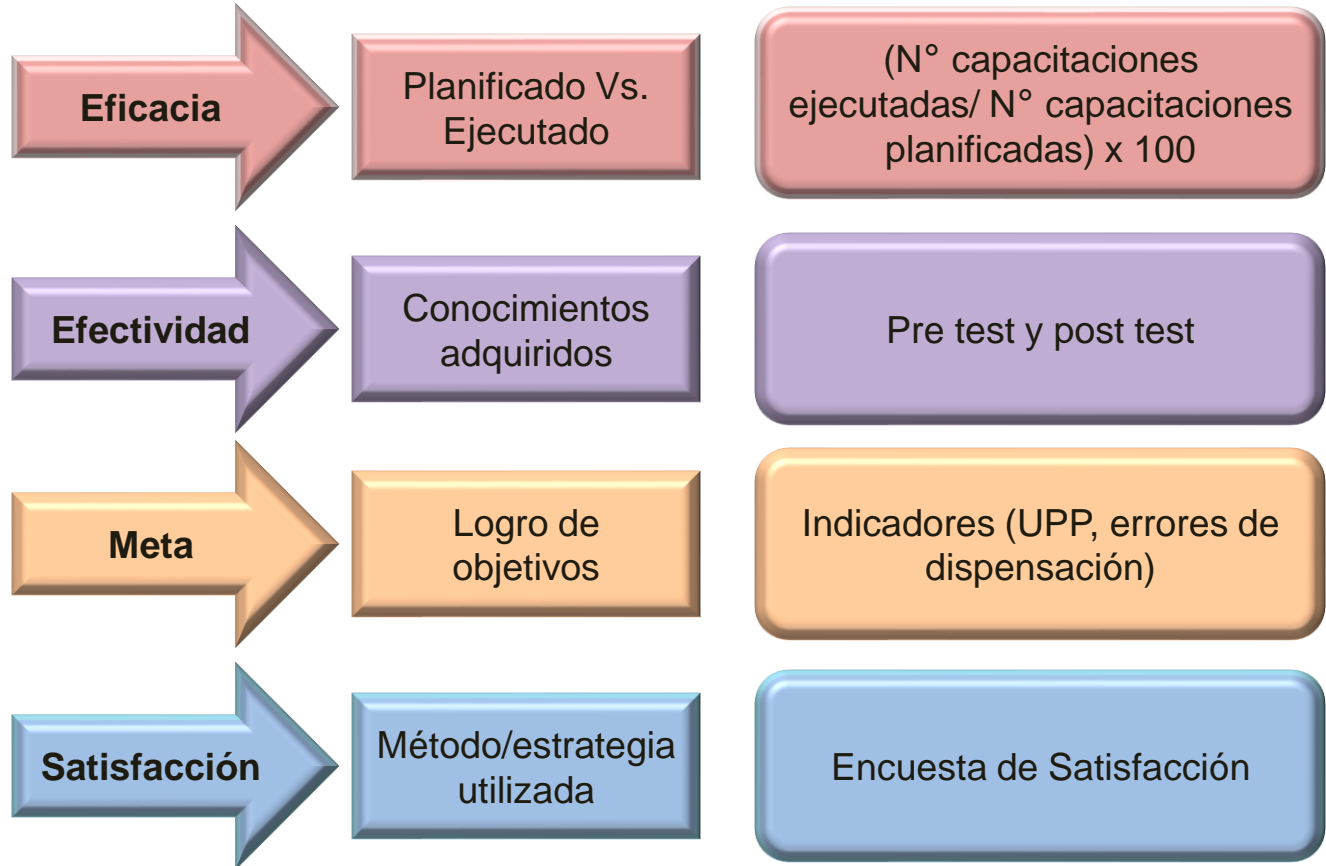 Eficacia
Planificado Vs.
Ejecutado
(N° capacitaciones
ejecutadas/ N° capacitaciones
planificadas) x 100
Efectividad
Conocimientos
adquiridos
Pre test y post test
Meta
Logro de
objetivos
Indicadores (UPP, errores de
dispensación)
Satisfacción
Método/estrategia
utilizada
Encuesta de Satisfacción